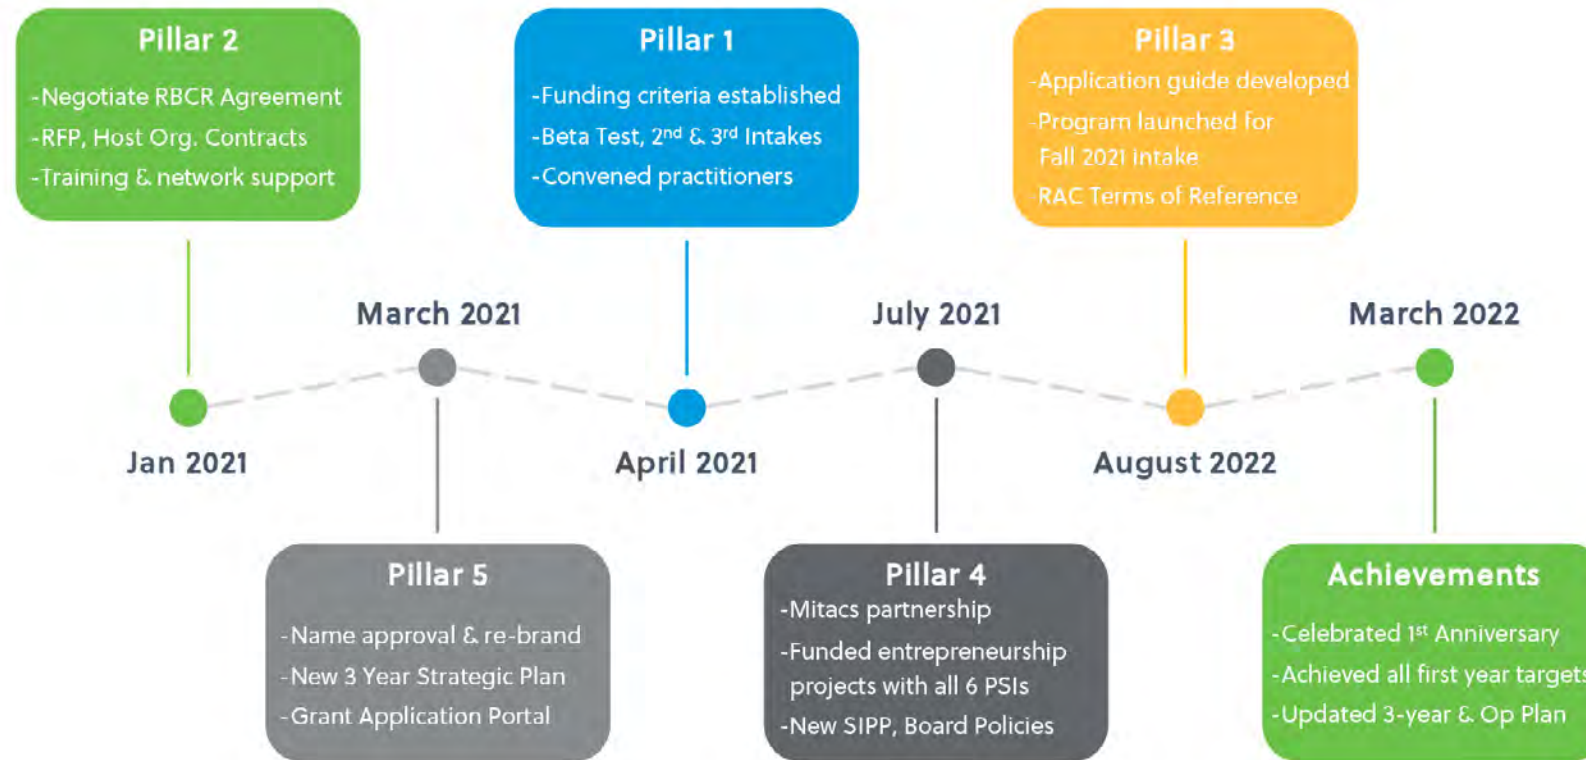 Pillar 2
-Negotiate RBCR Agreement
-RFP, Host Org. Contracts
-Training & network support
Pillar 1
-Funding criteria established
-Beta Test, 2nd & 3rd Intakes
-Convened practitioners
Pillar 3
-Application guide developed
-Program launched for
Fall 2021 intake
RAC Terms of Reference
March 2021
July 2021
March 2022
Jan 2021
April 2021
August 2022
Pillar 5
-Name approval & re-brand
-New 3 Year Strategic Plan
-Grant Application Portal
Pillar 4
-Mitacs partnership
-Funded entrepreneurship
projects with all 6 PSIs
-New SIPP, Board Policies
Achievements
-Celebrated 1st Anniversary
-Achieved all first year targets
-Updated 3-year & Op Plan